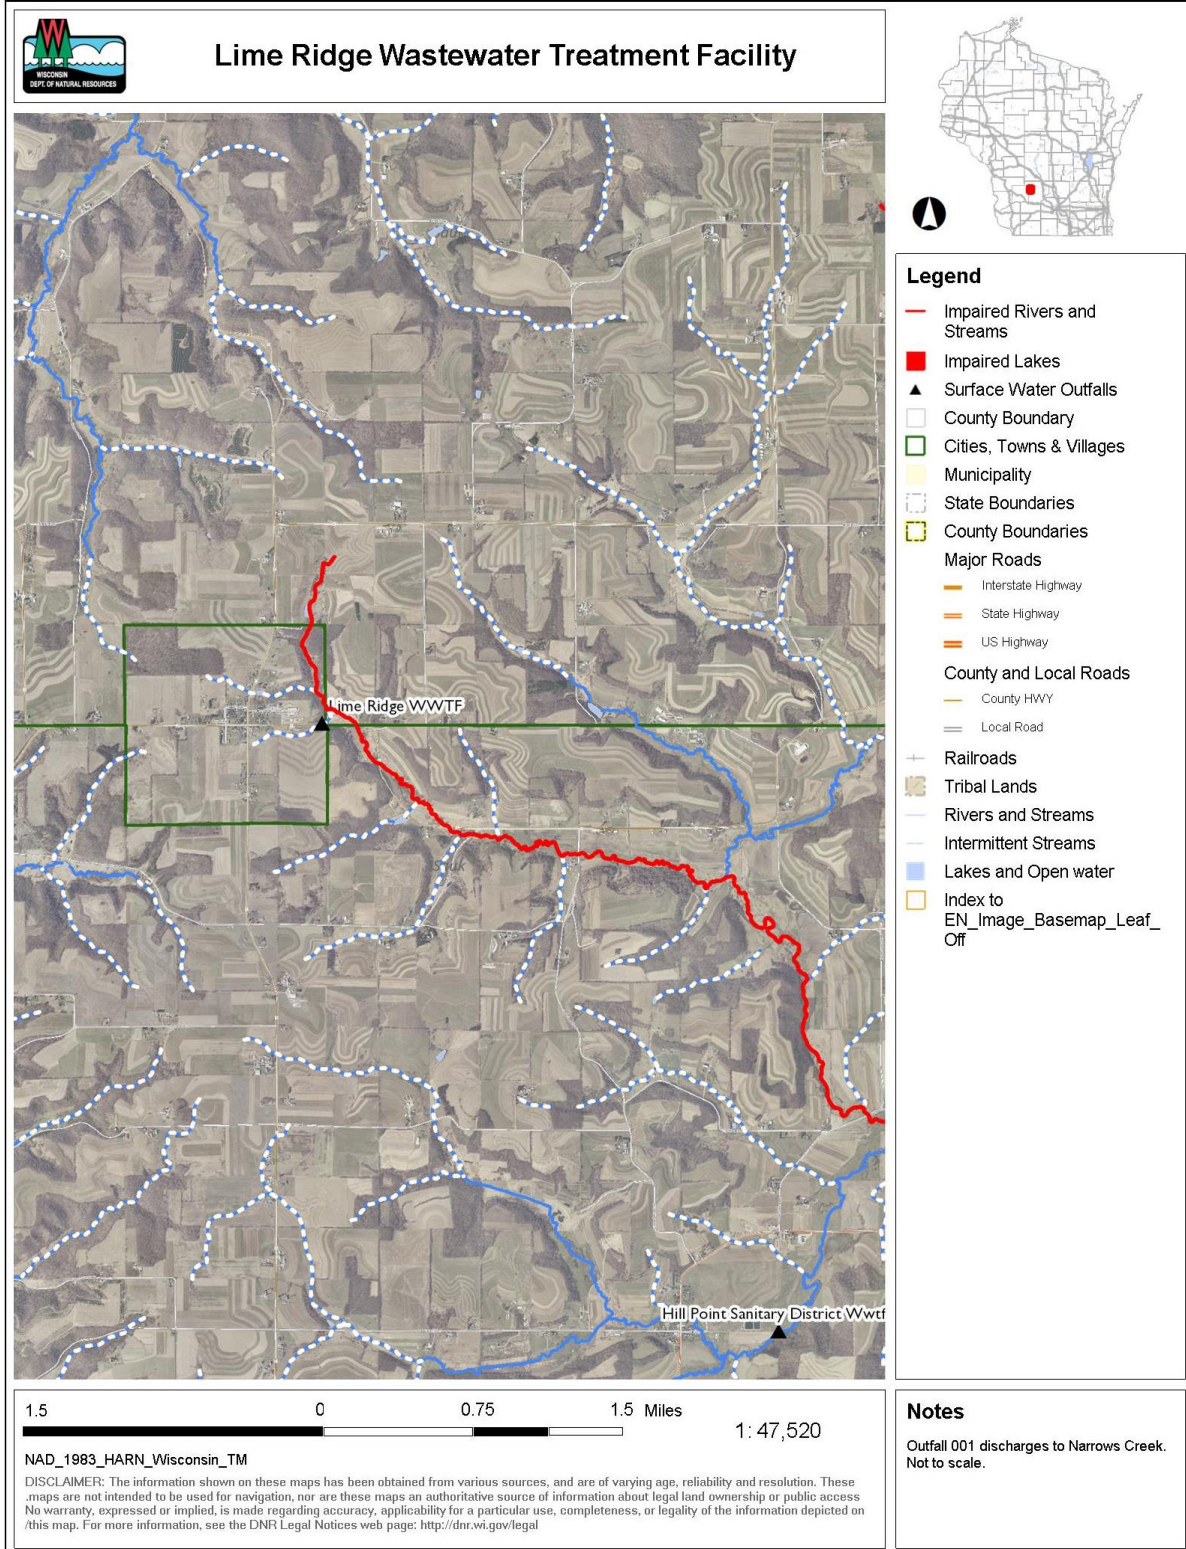 WISCONSIN
DEPT. OF NATURAL RESOURCES
Lime Ridge Wastewater Treatment Facility
Lime Ridge WWTF
Sauk
Hill Point Sanitary District Wwtf
Legend
Impaired Rivers and
Streams
Impaired Lakes
Surface Water Outfalls
County Boundary
Cities, Towns & Villages
Municipality
State Boundaries
County Boundaries
Major Roads
Interstate Highway
State Highway
US Highway
County and Local Roads
County HWY
Local Road
Railroads
Tribal Lands
Rivers and Streams
Intermittent Streams
Lakes and Open water
Index to
EN_Image_Basemap_Leaf_
Off
1.5 0 0.75 1.5 Miles
1: 47,520
NAD_1983_HARN_Wisconsin_TM
DISCLAIMER: The information shown on these maps has been obtained from various sources, and are of varying age, reliability and resolution. These
.maps are not intended to be used for navigation, nor are these maps an authoritative source of information about legal land ownership or public access
No warranty, expressed or implied, is made regarding accuracy, applicability for a particular use, completeness, or legality of the information depicted on
/this map. For more information, see the DNR Legal Notices web page: http://dnr.wi.gov/legal
Notes
Outfall 001 discharges to Narrows Creek.
Not to scale.